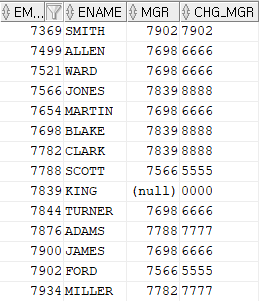 EM... ENAME MGR CHG_MGR
7369 SMITH 7902 7902
7499 ALLEN 7698 6666
7521 WARD 7698 6666
7566 JONES 7839 8888
7654 MARTIN 7698 6666
7698 BLAKE 7839 8888
7782 CLARK 7839 8888
7788 SCOTT 7566 5555
7839 KING (null) 0000
7844 TURNER 7698 6666
7876 ADAMS 7788 7777
7900 JAMES 7698 6666
7902 FORD 7566 5555
7934 MILLER 7782 7777